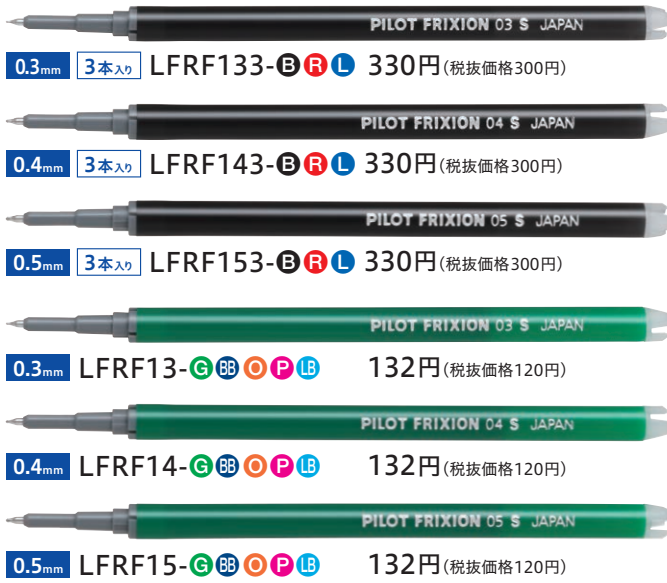 PILOT FRIXION 03 S JAPAN
0.3mm 3本入り LFRF133-B R L 330円(税抜価格300円)
PILOT FRIXION 04 S JAPAN
0.4mm 3本入り LFRF143-B R L 330円(税抜価格300円)
PILOT FRIXION 05 S JAPAN
0.5mm 3本入り LFRF153-B R L 330円(税抜価格300円)
PILOT FRIXION 03 S JAPAN
0.3mm LFRF13-G BB O P LB 132円(税抜価格120円)
PILOT FRIXION 04 S JAPAN
0.4mm LFRF14-G BB O P LB 132円(税抜価格120円)
PILOT FRIXION 05 S JAPAN
0.5mm LFRF15-G BB O P LB 132円(税抜価格120円)